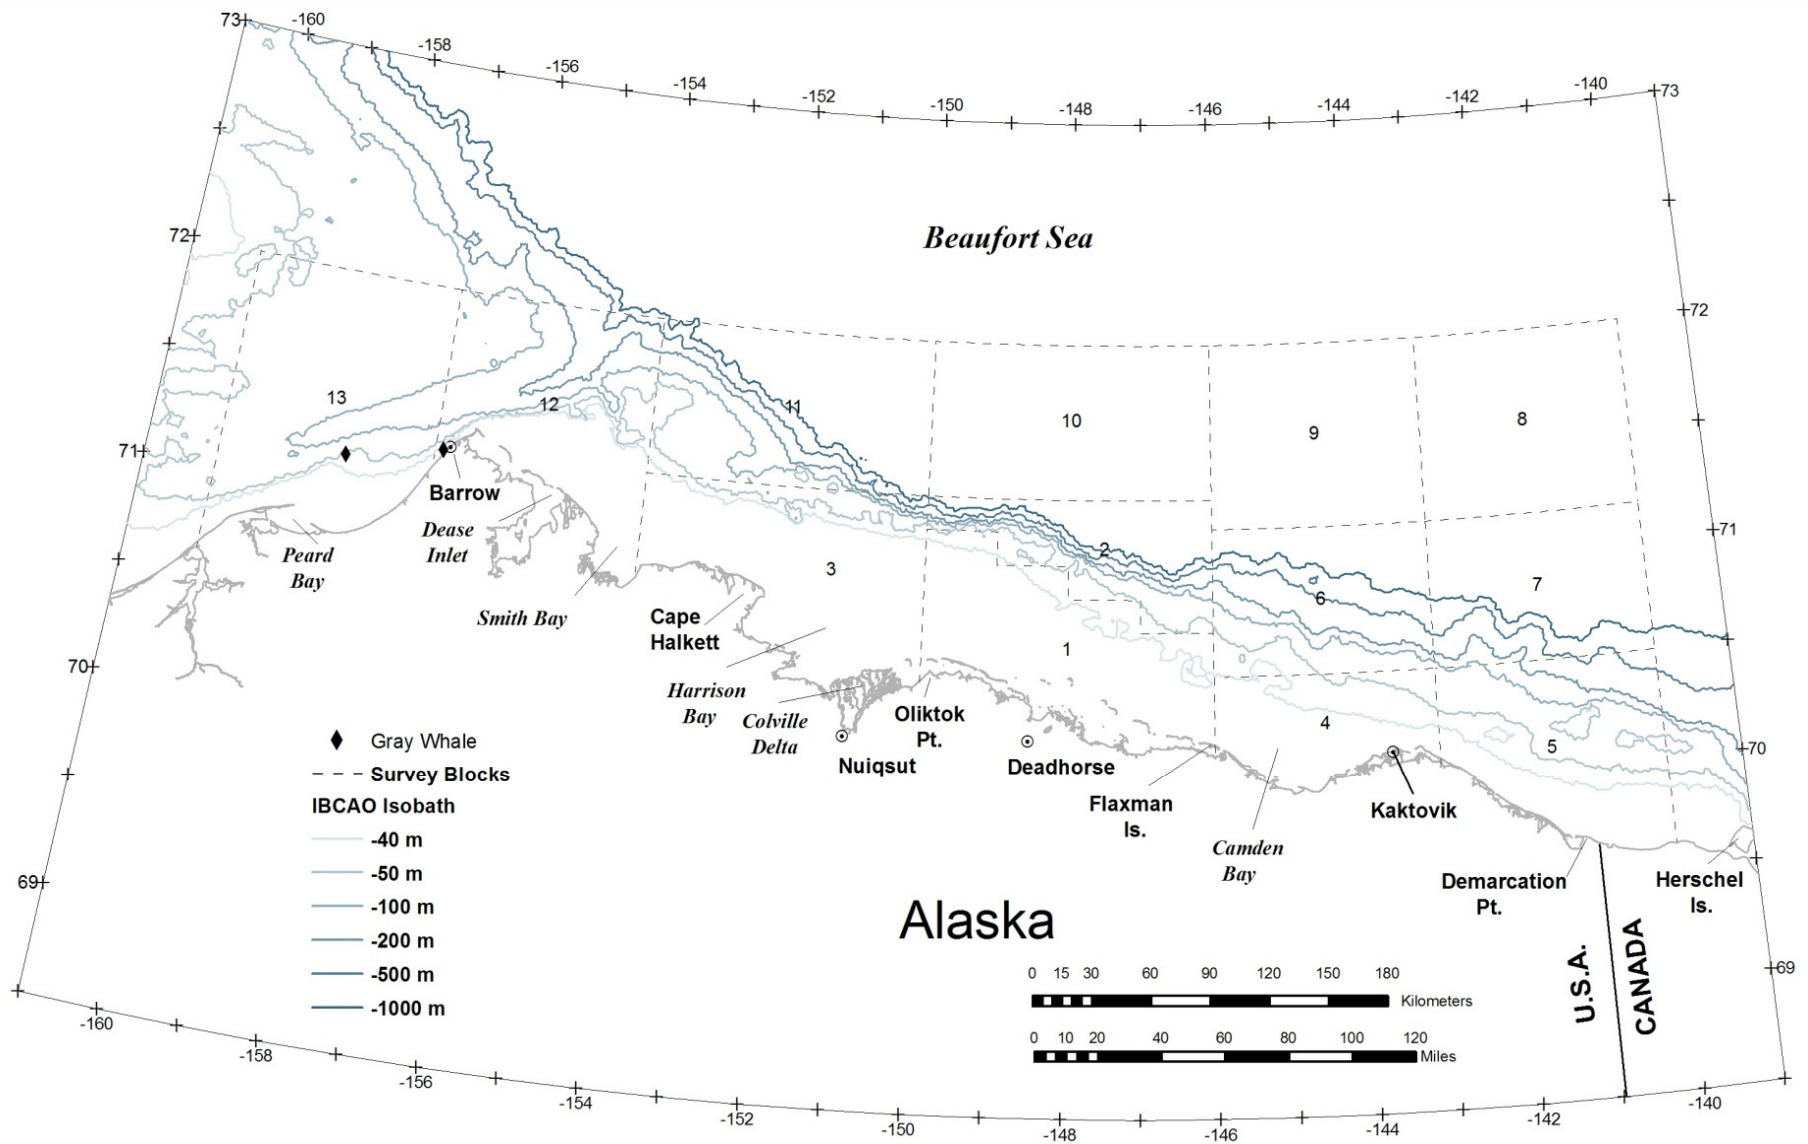 73
-160
-158
-156
-154
-152
-150
-148
-146
-144
-142
-140
73
72
Beaufort Sea
72
13
12
11
10
9
8
71
71
Barrow
Dease
Inlet
Peard
Bay
Smith Bay
3
2
6
7
Cape
Halkett
1
70
Harrison
Bay
Colville
Delta
Oliktok
Pt.
4
5
70
Nuiqsut
Deadhorse
Flaxman
Is.
Kaktovik
Camden
Bay
Demarcation
Pt.
Herschel
Is.
Gray Whale
Survey Blocks
IBCAO Isobath
-40 m
-50 m
-100 m
-200 m
-500 m
-1000 m
69
Alaska
U.S.A.
CANADA
69
0 15 30 60 90 120 150 180
Kilometers
0 10 20 40 60 80 100 120
Miles
-160
-158
-156
-154
-152
-150
-148
-146
-144
-142
-140